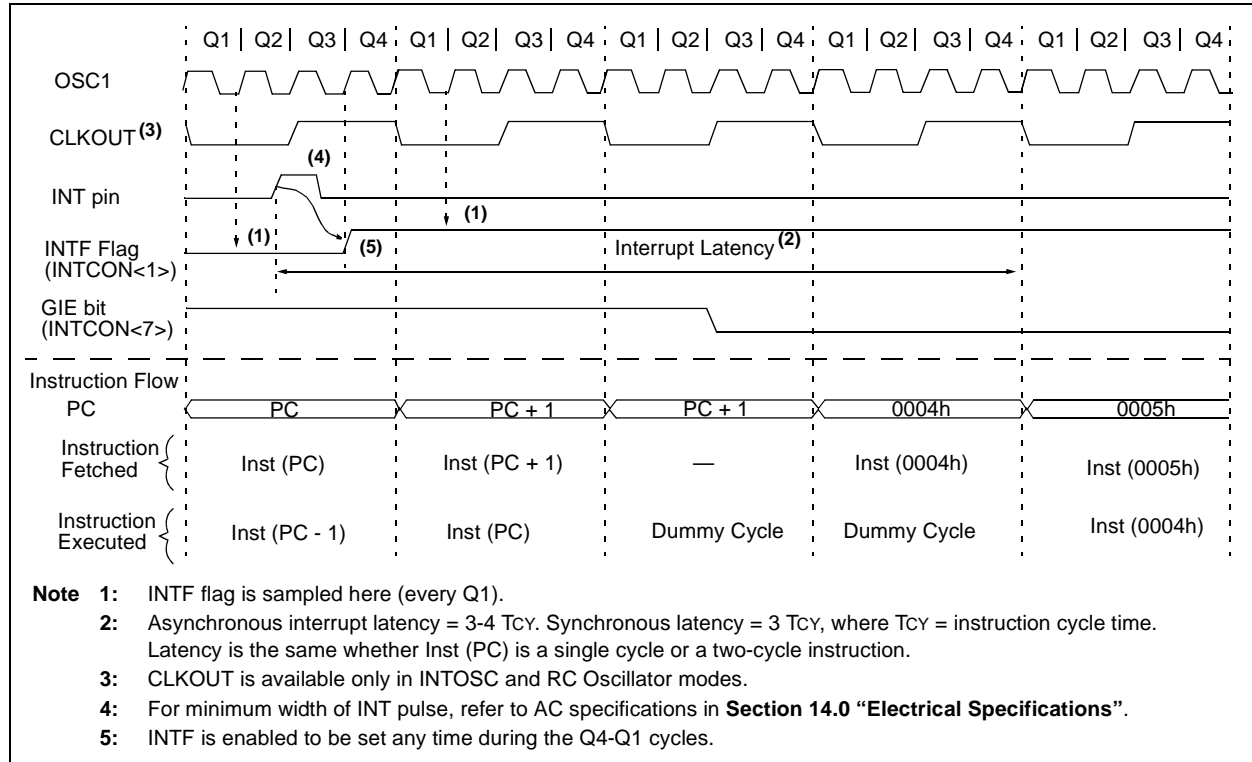 Q1 | Q2 | Q3 | Q4 Q1 | Q2 | Q3 | Q4 Q1 | Q2 | Q3 | Q4 Q1 | Q2 | Q3 | Q4 Q1 | Q2 | Q3 | Q4
OSC1
CLKOUT (3)
(4)
INT pin
(1)
(1)
(5)
INTF Flag
(INTCON<1>)
Interrupt Latency (2)
GIE bit
(INTCON<7>)
Instruction Flow
PC PC PC + 1 PC + 1 0004h 0005h
Instruction
Fetched
Inst (PC) Inst (PC + 1) — Inst (0004h) Inst (0005h)
Instruction
Executed
Inst (PC - 1) Inst (PC) Dummy Cycle Dummy Cycle Inst (0004h)
Note 1: INTF flag is sampled here (every Q1).
2: Asynchronous interrupt latency = 3-4 TCY. Synchronous latency = 3 TCY, where TCY = instruction cycle time.
Latency is the same whether Inst (PC) is a single cycle or a two-cycle instruction.
3: CLKOUT is available only in INTOSC and RC Oscillator modes.
4: For minimum width of INT pulse, refer to AC specifications in Section 14.0 “Electrical Specifications”.
5: INTF is enabled to be set any time during the Q4-Q1 cycles.